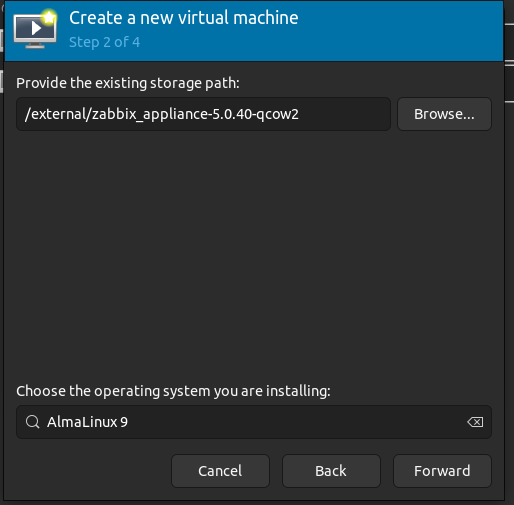 Create a new virtual machine
Step 2 of 4
Provide the existing storage path:
/external/zabbix_appliance-5.0.40-qcow2
Browse...
Choose the operating system you are installing:
AlmaLinux 9
Cancel
Back
Forward